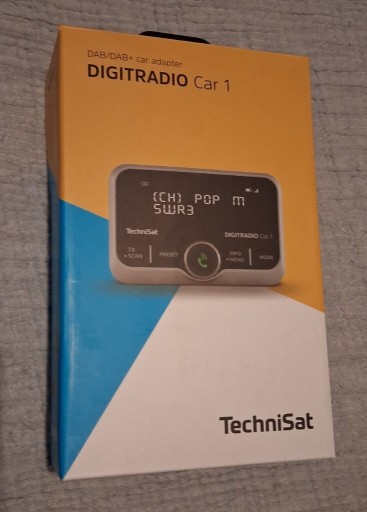 DAB/DAB+ car adapter
DIGITRADIO Car 1
DR
(CH) POP M
SWR3
TechniSat
DIGITRADIO Car 1
TX
•SCAN
PRESET
INFO
•MENU
MODE
TechniSat